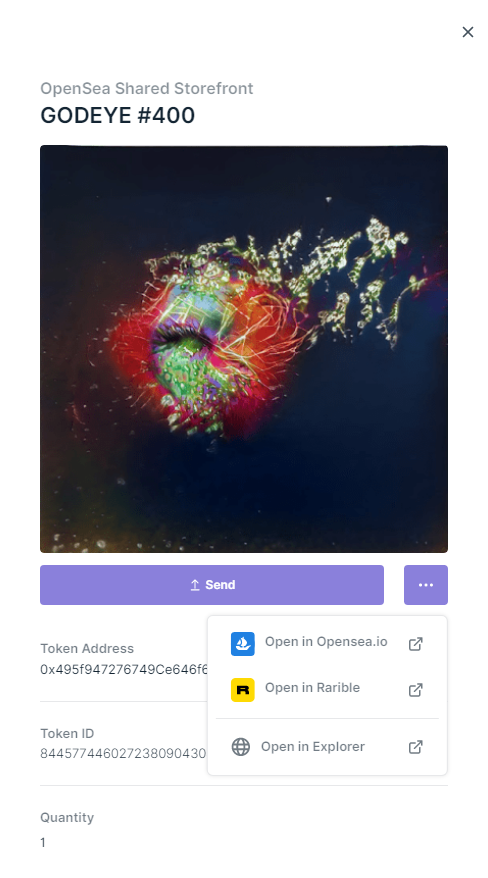 OpenSea Shared Storefront
GODEYE #400
Send
Open in Opensea.io
Open in Rarible
Open in Explorer
Token Address
0x495f947276749Ce646f6
Token ID
844577446027238090430
Quantity
1